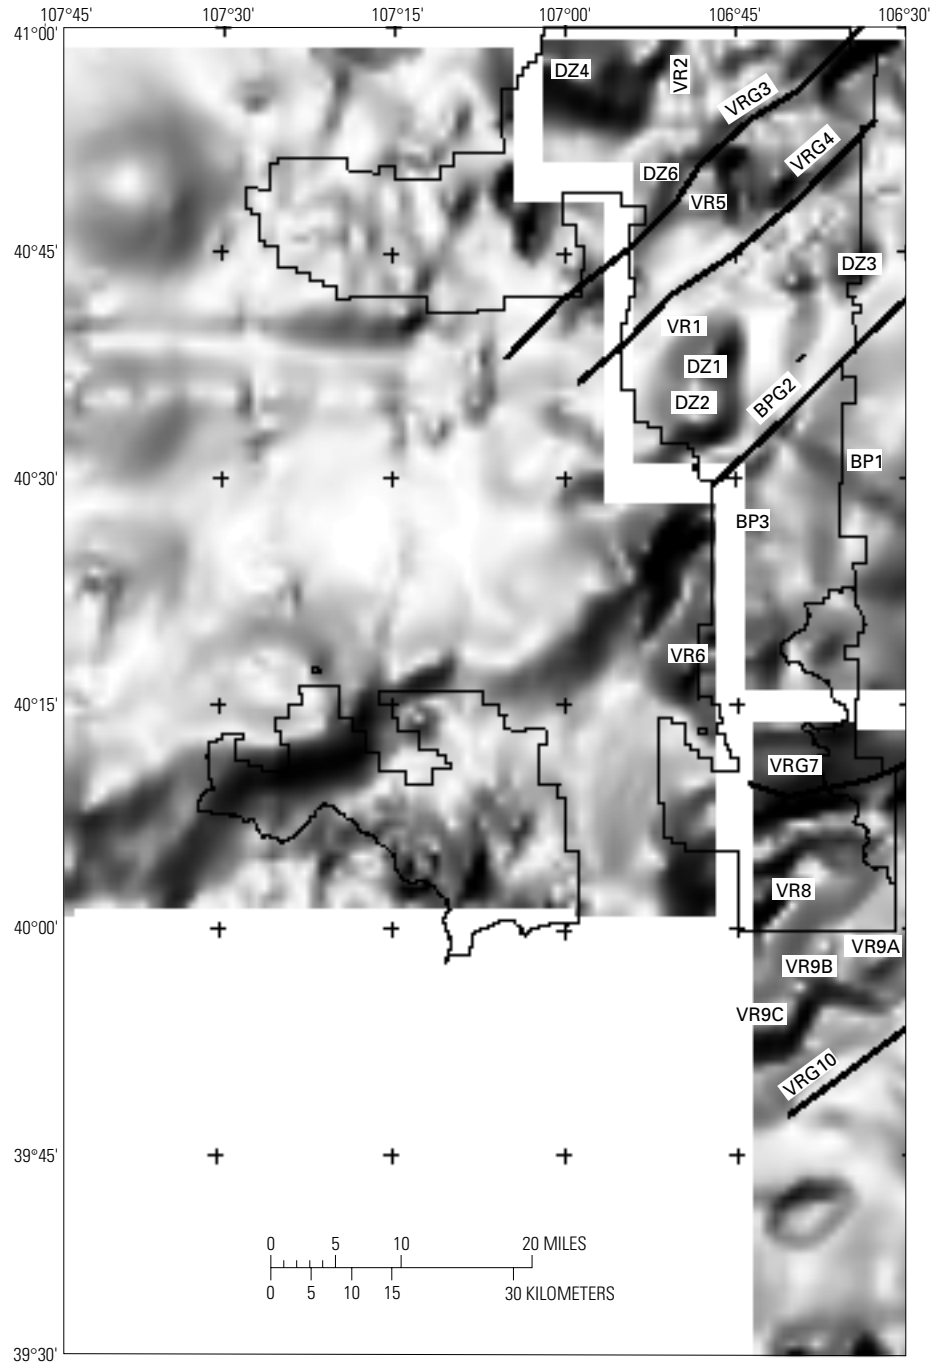 107°45' 107°30' 107°15' 107°00' 106°45' 106°30'
41°00'
DZ4
VR2
VRG3
VRG4
DZ6
VR5
40°45'
DZ3
VR1
DZ1
DZ2
BPG2
BP1
40°30'
BP3
VR6
40°15'
VRG7
VR8
40°00'
VR9A
VR9B
VR9C
VRG10
39°45'
0 5 10 20 MILES
0 5 10 15 30 KILOMETERS
39°30'